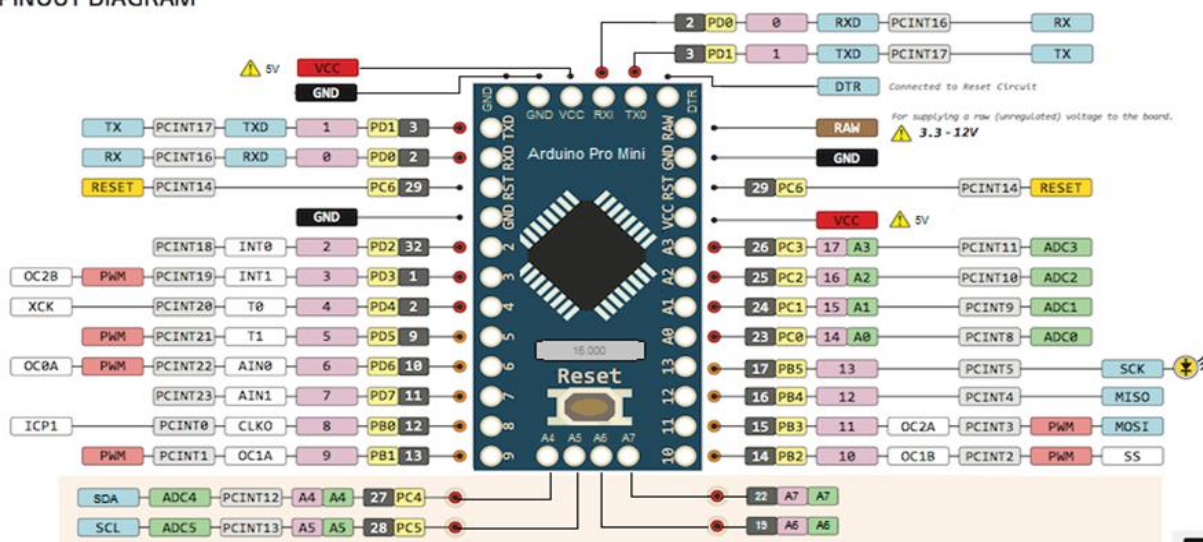 PINOUT DIAGRAM
2 PD0 0 RXD PCINT16 RX
3 PD1 1 TXD PCINT17 TX
5V VCC
GND
DTR Connected to Reset Circuit
GND GND VCC RXI TX0 DTR
For supplying a raw (unregulated) voltage to the board.
RAW 3.3 - 12V
TX PCINT17 TXD 1 PD1 3 TXD
RAW
Arduino Pro Mini
RX PCINT16 RXD 0 PD0 2 RXD
GND GND
RESET PCINT14 PC6 29 RST
RST 29 PC6 PCINT14 RESET
GND GND
VCC VCC 5V
PCINT18 INT0 2 PD2 32 2
A3 26 PC3 17 A3 PCINT11 ADC3
OC2B PWM PCINT19 INT1 3 PD3 1 3
A2 25 PC2 16 A2 PCINT10 ADC2
XCK PCINT20 T0 4 PD4 2 4
A1 24 PC1 15 A1 PCINT9 ADC1
PWM PCINT21 T1 5 PD5 9 5
A0 23 PC0 14 A0 PCINT8 ADC0
16.000
OC0A PWM PCINT22 AIN0 6 PD6 10 6
13 17 PB5 13 PCINT5 SCK
Reset
PCINT23 AIN1 7 PD7 11 7
12 16 PB4 12 PCINT4 MISO
ICP1 PCINT0 CLKO 8 PB0 12 8
11 15 PB3 11 OC2A PCINT3 PWM MOSI
PWM PCINT1 OC1A 9 PB1 13 9
10 14 PB2 10 OC1B PCINT2 PWM SS
A4 A5 A6 A7
SDA ADC4 PCINT12 A4 A4 27 PC4
22 A7 A7
SCL ADC5 PCINT13 A5 A5 28 PC5
19 A6 A6